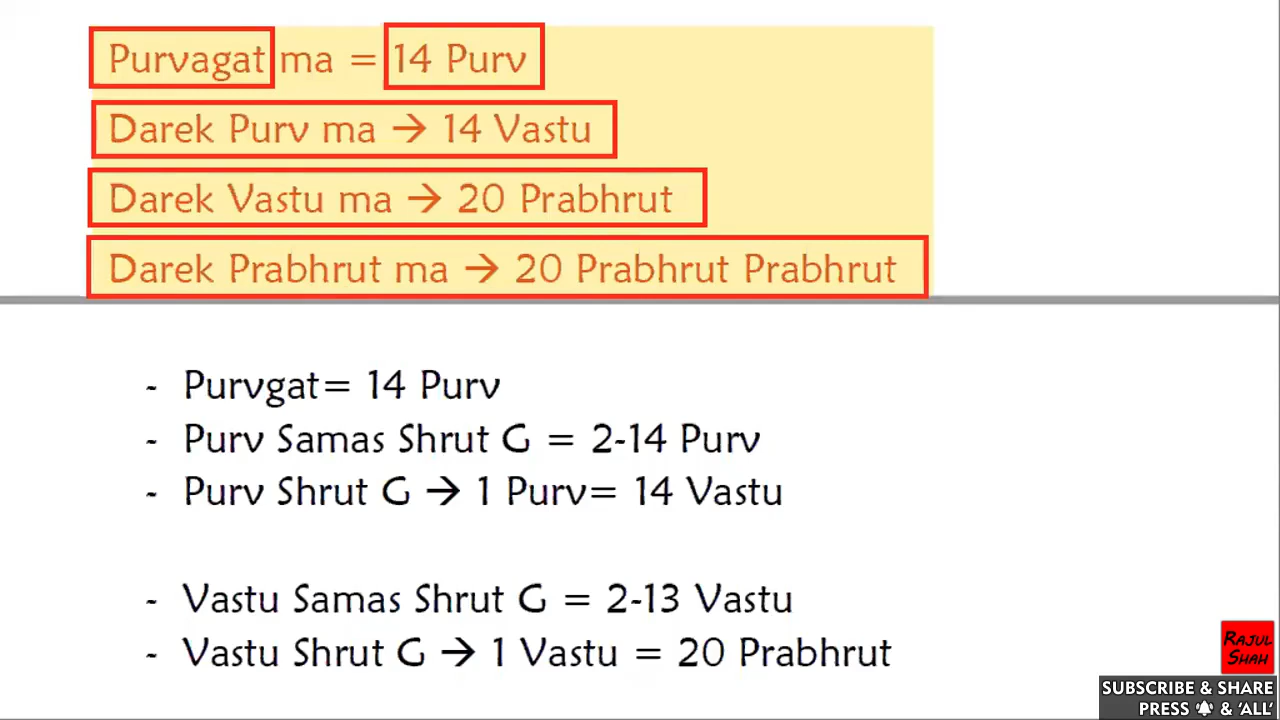 Purvagat ma = 14 Purv
Darek Purv ma → 14 Vastu
Darek Vastu ma → 20 Prabhrut
Darek Prabhrut ma → 20 Prabhrut Prabhrut
- Purvgat= 14 Purv
- Purv Samas Shrut G = 2-14 Purv
- Purv Shrut G → 1 Purv= 14 Vastu
- Vastu Samas Shrut G = 2-13 Vastu
- Vastu Shrut G → 1 Vastu = 20 Prabhrut
RAJUL
SHAH
SUBSCRIBE & SHARE
PRESS 🔔 & 'ALL'